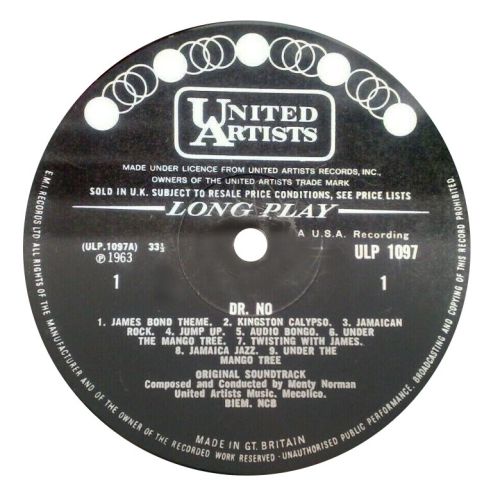 UNITED
ARTISTS
MADE UNDER LICENCE FROM UNITED ARTISTS RECORDS, INC.,
OWNERS OF THE UNITED ARTISTS TRADE MARK
SOLD IN U.K. SUBJECT TO RESALE PRICE CONDITIONS, SEE PRICE LISTS
LONG PLAY
A U.S.A. Recording
(ULP.1097A) 33⅓
ULP 1097
℗ 1963
1
1
DR. NO
1. JAMES BOND THEME. 2. KINGSTON CALYPSO. 3. JAMAICAN
ROCK. 4. JUMP UP. 5. AUDIO BONGO. 6. UNDER
THE MANGO TREE. 7. TWISTING WITH JAMES.
8. JAMAICA JAZZ. 9. UNDER THE
MANGO TREE
ORIGINAL SOUNDTRACK
Composed and Conducted by Monty Norman
United Artists Music. Mecolico.
BIEM. NCB
MADE IN GT. BRITAIN
E.M.I. RECORDS LTD ALL RIGHTS OF THE MANUFACTURER AND OF THE OWNER OF THE RECORDED WORK RESERVED · UNAUTHORISED PUBLIC PERFORMANCE, BROADCASTING AND COPYING OF THIS RECORD PROHIBITED.